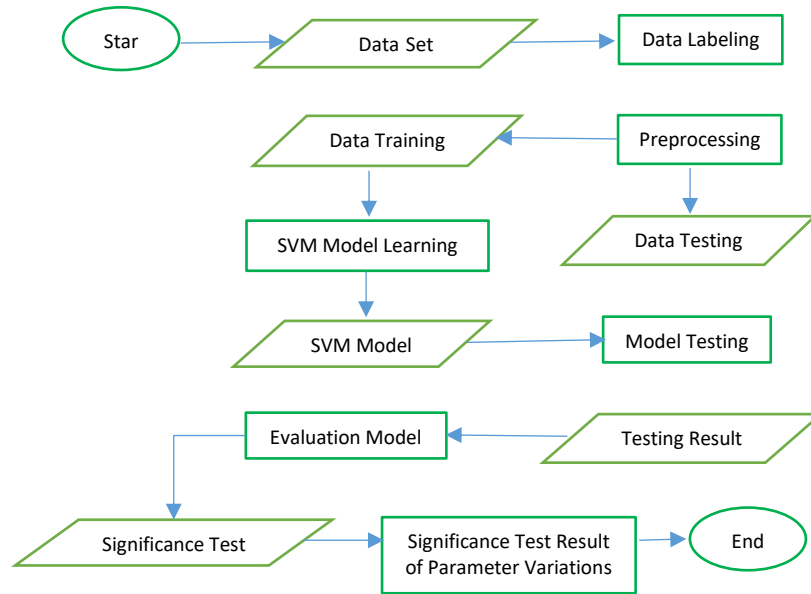 Star
Data Set
Data Labeling
Data Training
Preprocessing
SVM Model Learning
Data Testing
SVM Model
Model Testing
Evaluation Model
Testing Result
Significance Test
Significance Test Result
of Parameter Variations
End